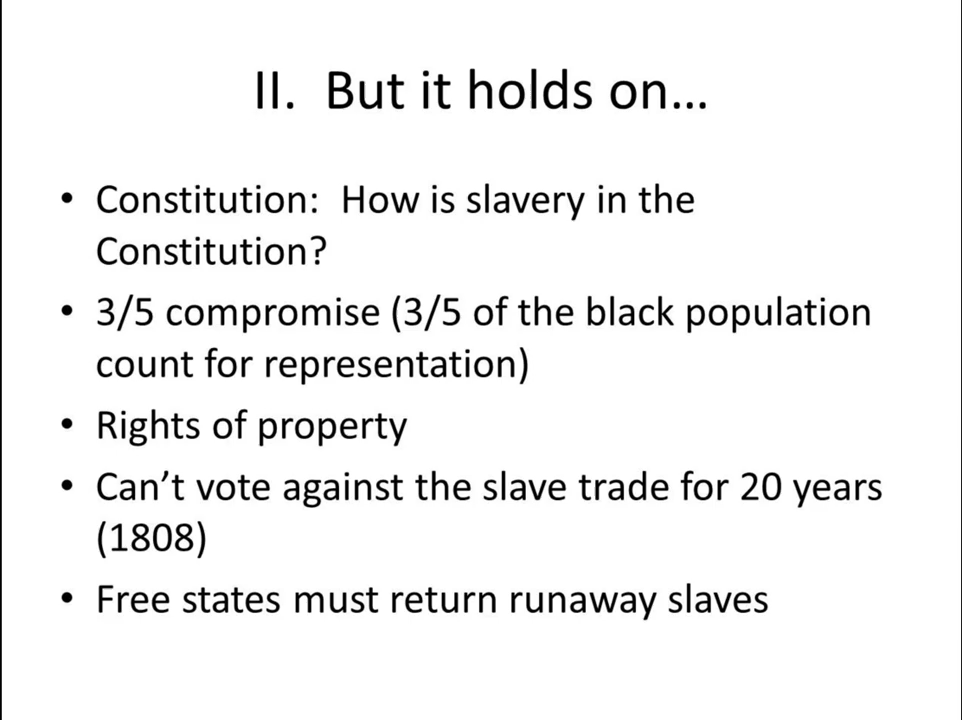 II. But it holds on…
• Constitution: How is slavery in the
Constitution?
• 3/5 compromise (3/5 of the black population
count for representation)
• Rights of property
• Can’t vote against the slave trade for 20 years
(1808)
• Free states must return runaway slaves